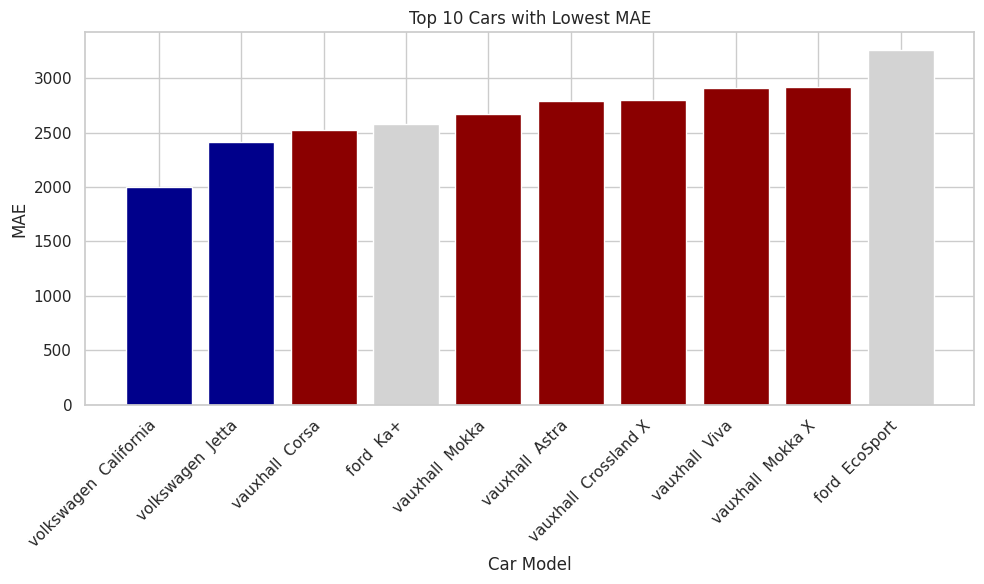 Top 10 Cars with Lowest MAE
MAE
3000
2500
2000
1500
1000
500
0
volkswagen  California
volkswagen  Jetta
vauxhall  Corsa
ford  Ka+
vauxhall  Mokka
vauxhall  Astra
vauxhall  Crossland X
vauxhall  Viva
vauxhall  Mokka X
ford  EcoSport
Car Model